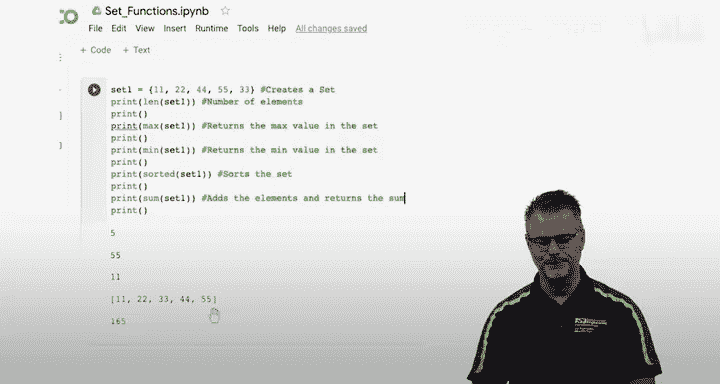 Set_Functions.ipynb
File Edit View Insert Runtime Tools Help All changes saved
+ Code + Text
set1 = {11, 22, 44, 55, 33} #Creates a Set
print(len(set1)) #Number of elements
print()
print(max(set1)) #Returns the max value in the set
print()
print(min(set1)) #Returns the min value in the set
print()
print(sorted(set1)) #Sorts the set
print()
print(sum(set1)) #Adds the elements and returns the sum
print()
5
55
11
[11, 22, 33, 44, 55]
165